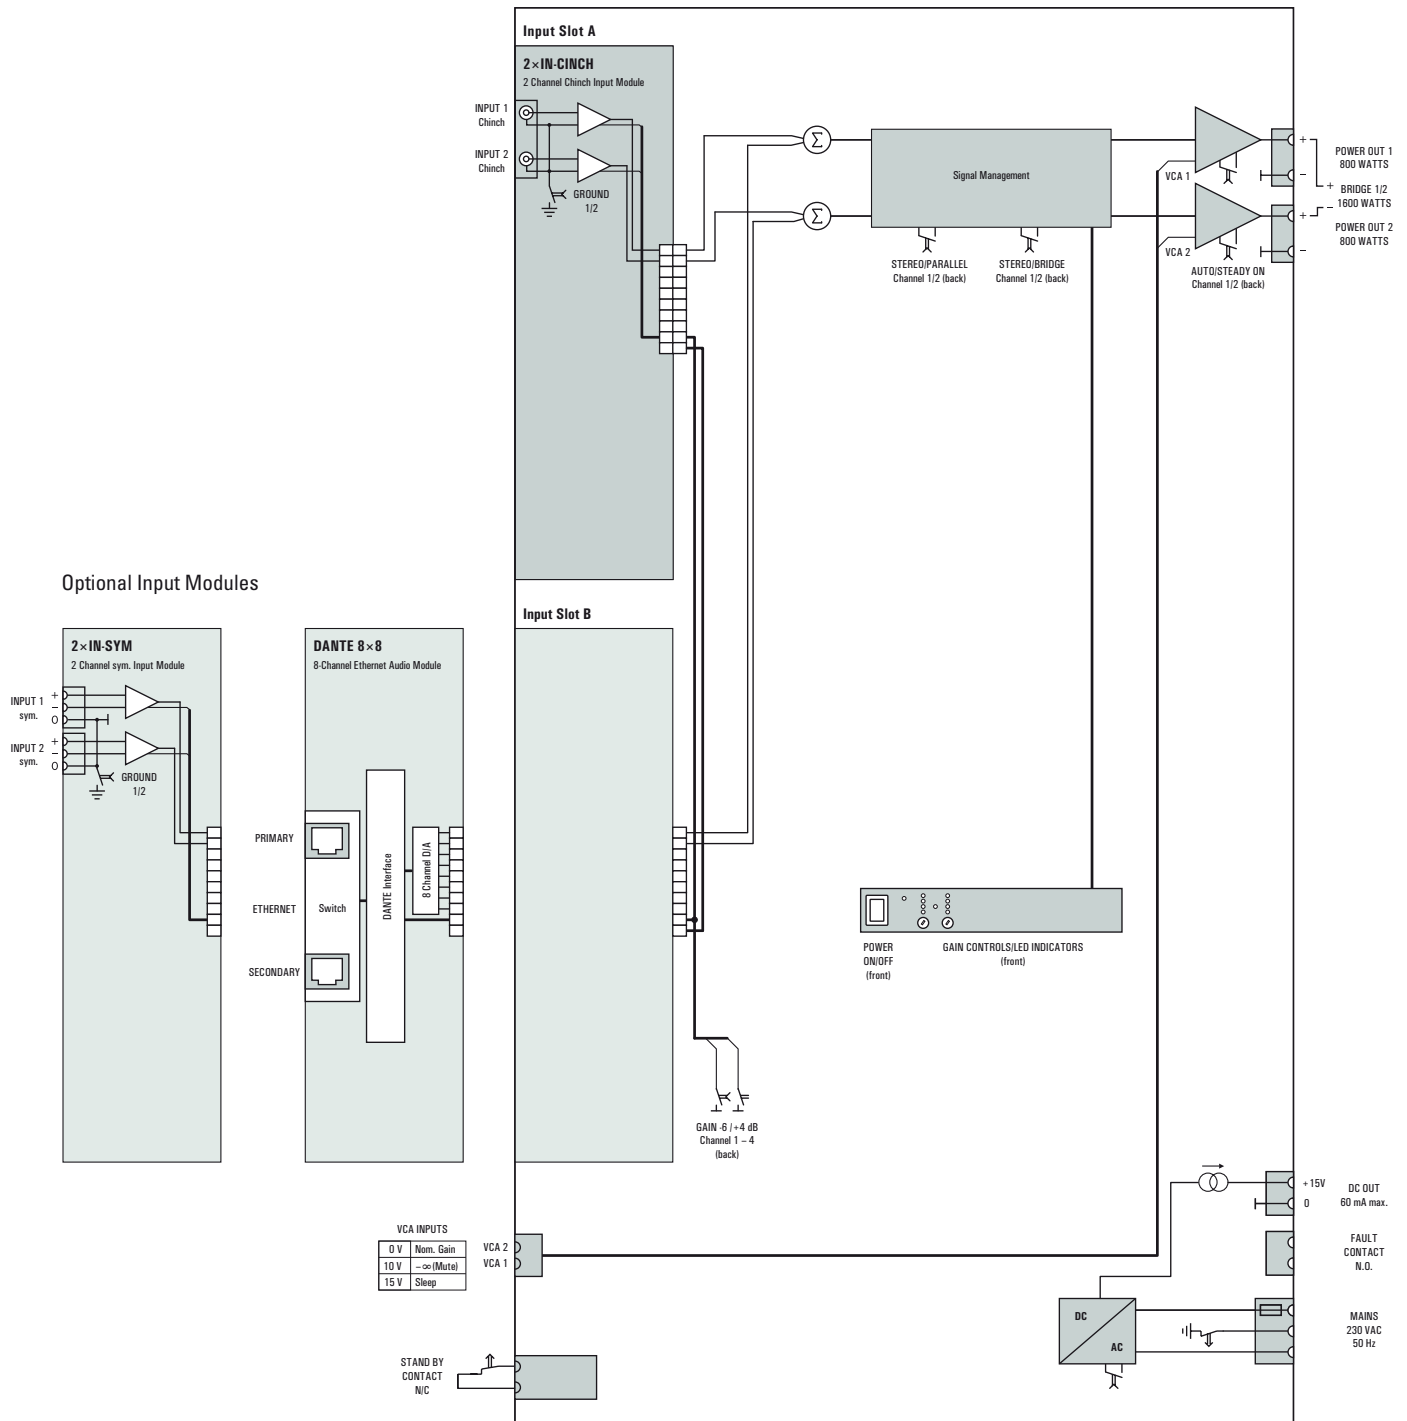 Input Slot A
2×IN-CINCH
2 Channel Chinch Input Module
INPUT 1
Chinch
INPUT 2
Chinch
GROUND
1/2
Σ
Σ
Signal Management
STEREO/PARALLEL
Channel 1/2 (back)
STEREO/BRIDGE
Channel 1/2 (back)
VCA 1
VCA 2
AUTO/STEADY ON
Channel 1/2 (back)
+
−
+
−
POWER OUT 1
800 WATTS
+ BRIDGE 1/2
− 1600 WATTS
POWER OUT 2
800 WATTS
Optional Input Modules
2×IN-SYM
2 Channel sym. Input Module
INPUT 1
sym.
+
−
0
INPUT 2
sym.
+
−
0
GROUND
1/2
DANTE 8×8
8-Channel Ethernet Audio Module
PRIMARY
ETHERNET
SECONDARY
Switch
DANTE Interface
8 Channel D/A
Input Slot B
POWER
ON/OFF
(front)
GAIN CONTROLS/LED INDICATORS
(front)
GAIN -6 /+4 dB
Channel 1 – 4
(back)
VCA INPUTS
0 V Nom. Gain
10 V −∞(Mute)
15 V Sleep
VCA 2
VCA 1
STAND BY
CONTACT
N/C
+15V
0
DC OUT
60 mA max.
FAULT
CONTACT
N.O.
DC
AC
MAINS
230 VAC
50 Hz